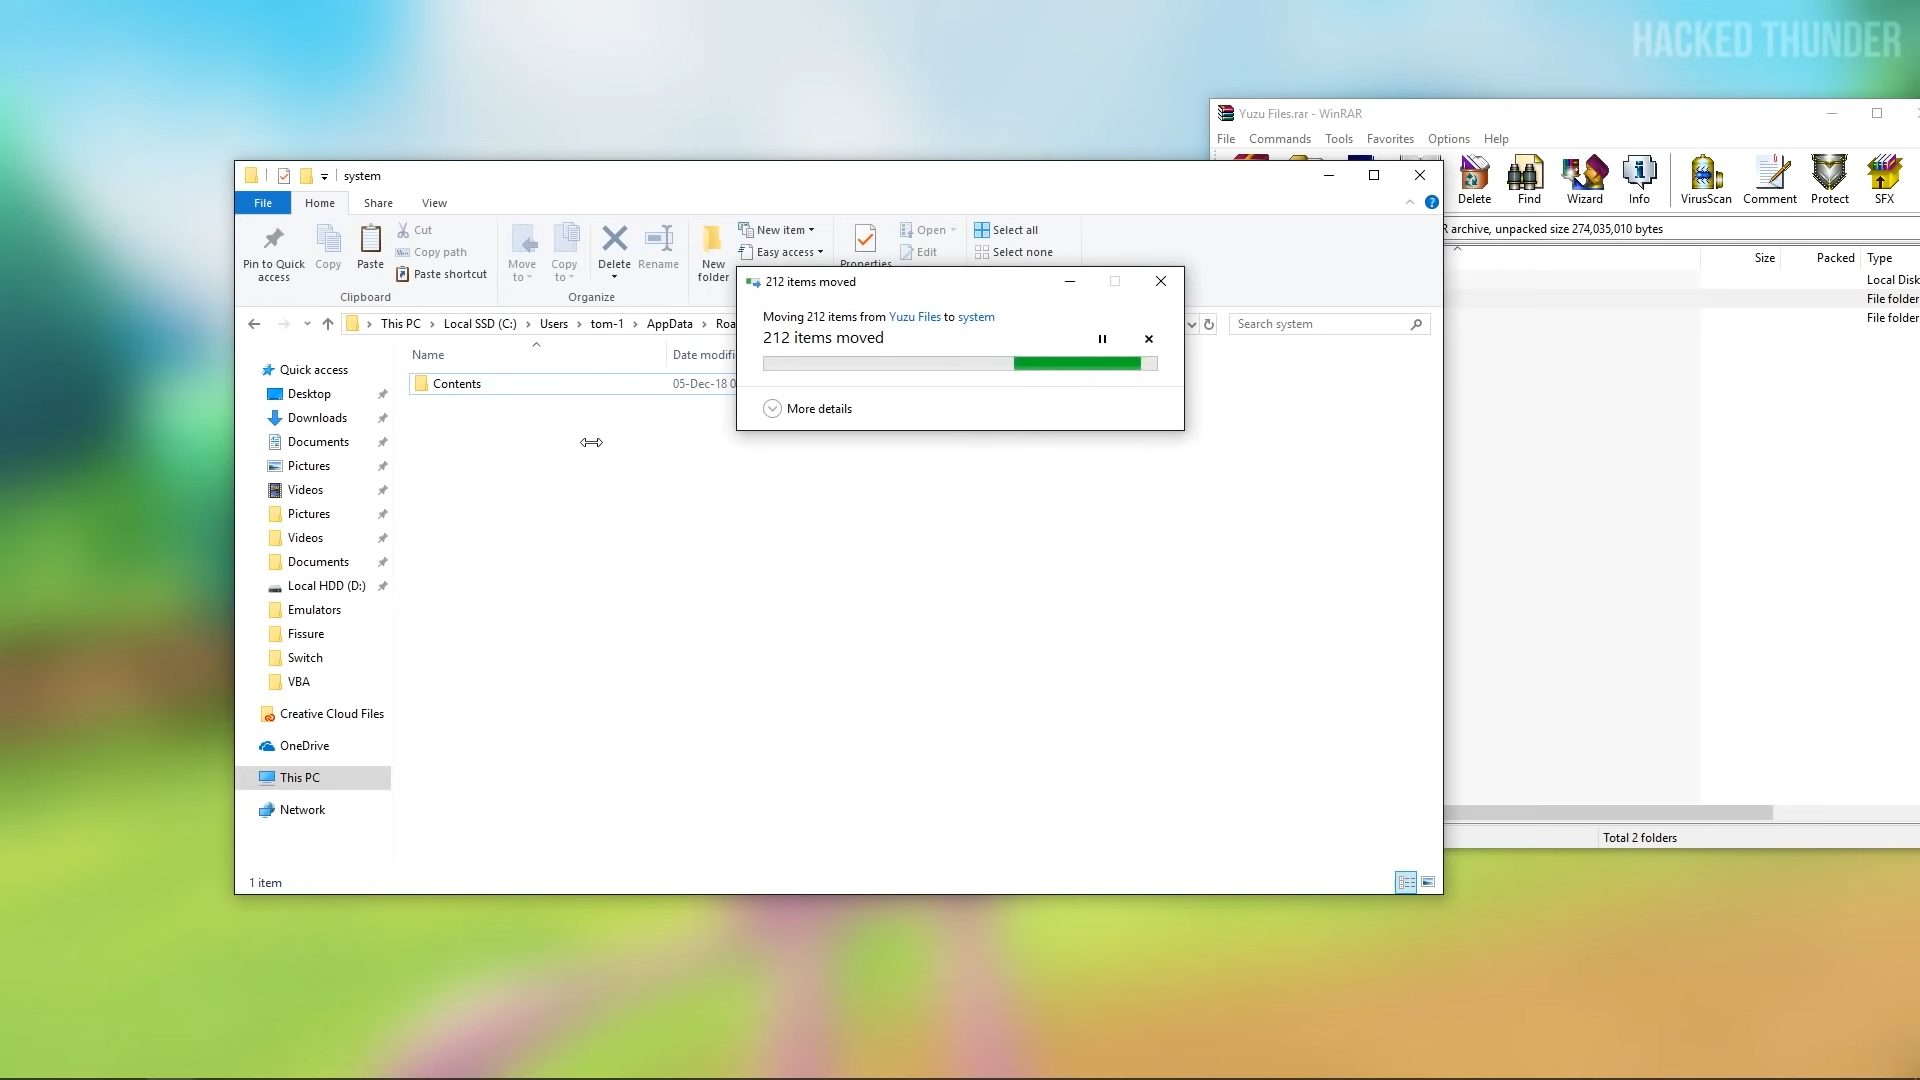 HACKED THUNDER
Yuzu Files.rar - WinRAR
File Commands Tools Favorites Options Help
Delete Find Wizard Info VirusScan Comment Protect SFX
R archive, unpacked size 274,035,010 bytes
Size Packed Type
Local Disk
File folder
File folder
Total 2 folders
system
File Home Share View
Pin to Quick access
Copy
Paste
Cut
Copy path
Paste shortcut
Clipboard
Move to
Copy to
Delete
Rename
Organize
New folder
New item
Easy access
Properties
Open
Edit
Select all
Select none
This PC Local SSD (C:) Users tom-1 AppData Roa
Search system
Name Date modifi
Contents 05-Dec-18 0
212 items moved
Moving 212 items from Yuzu Files to system
212 items moved
More details
Quick access
Desktop
Downloads
Documents
Pictures
Videos
Pictures
Videos
Documents
Local HDD (D:)
Emulators
Fissure
Switch
VBA
Creative Cloud Files
OneDrive
This PC
Network
1 item